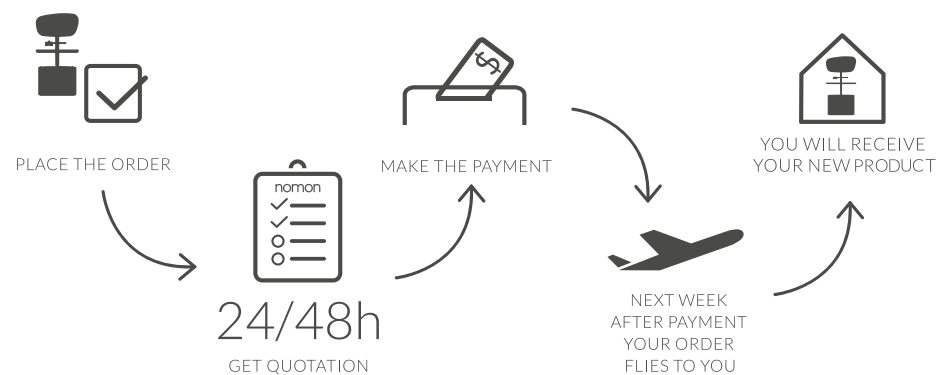 PLACE THE ORDER
nomon
24/48h
GET QUOTATION
$
MAKE THE PAYMENT
NEXT WEEK
AFTER PAYMENT
YOUR ORDER
FLIES TO YOU
YOU WILL RECEIVE
YOUR NEW PRODUCT